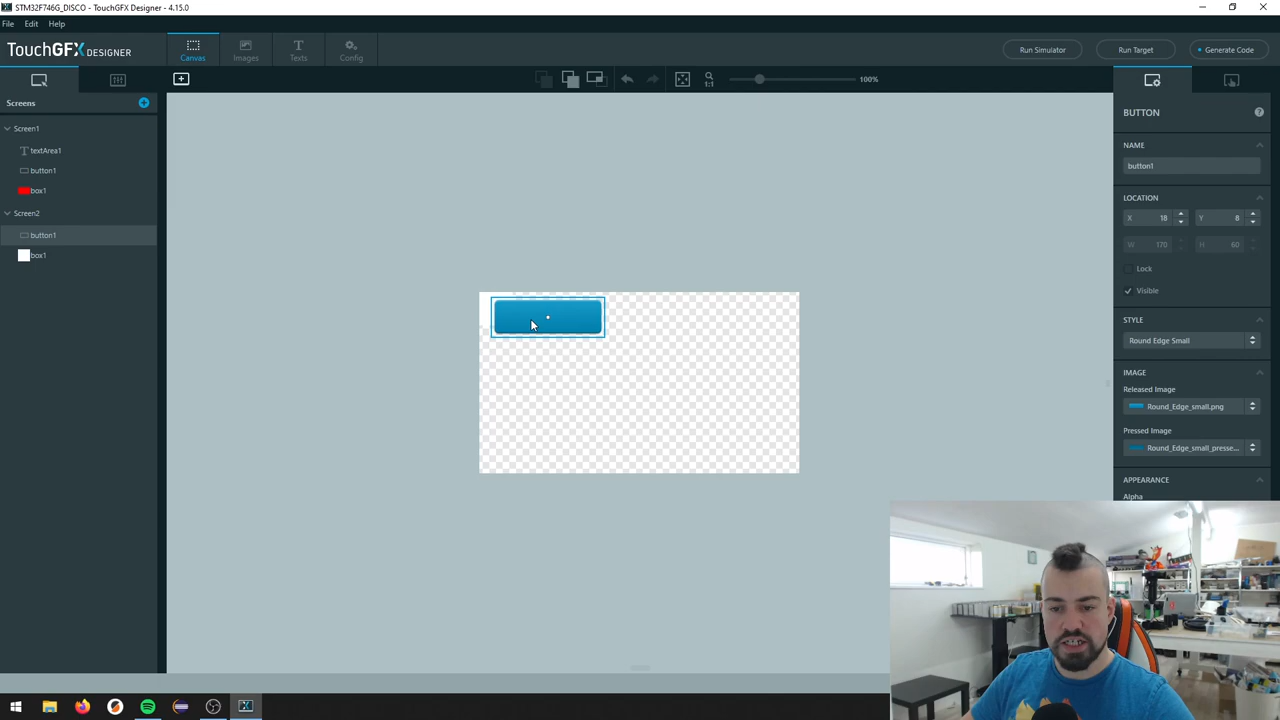 STM32F746G_DISCO - TouchGFX Designer - 4.15.0
File Edit Help
TouchGFX DESIGNER
Canvas Images Texts Config
Run Simulator Run Target Generate Code
1:1 100%
Screens
Screen1
textArea1
button1
box1
Screen2
button1
box1
BUTTON
NAME
button1
LOCATION
X 18 Y 8
W 170 H 60
Lock
Visible
STYLE
Round Edge Small
IMAGE
Released Image
Round_Edge_small.png
Pressed Image
Round_Edge_small_presse...
APPEARANCE
Alpha